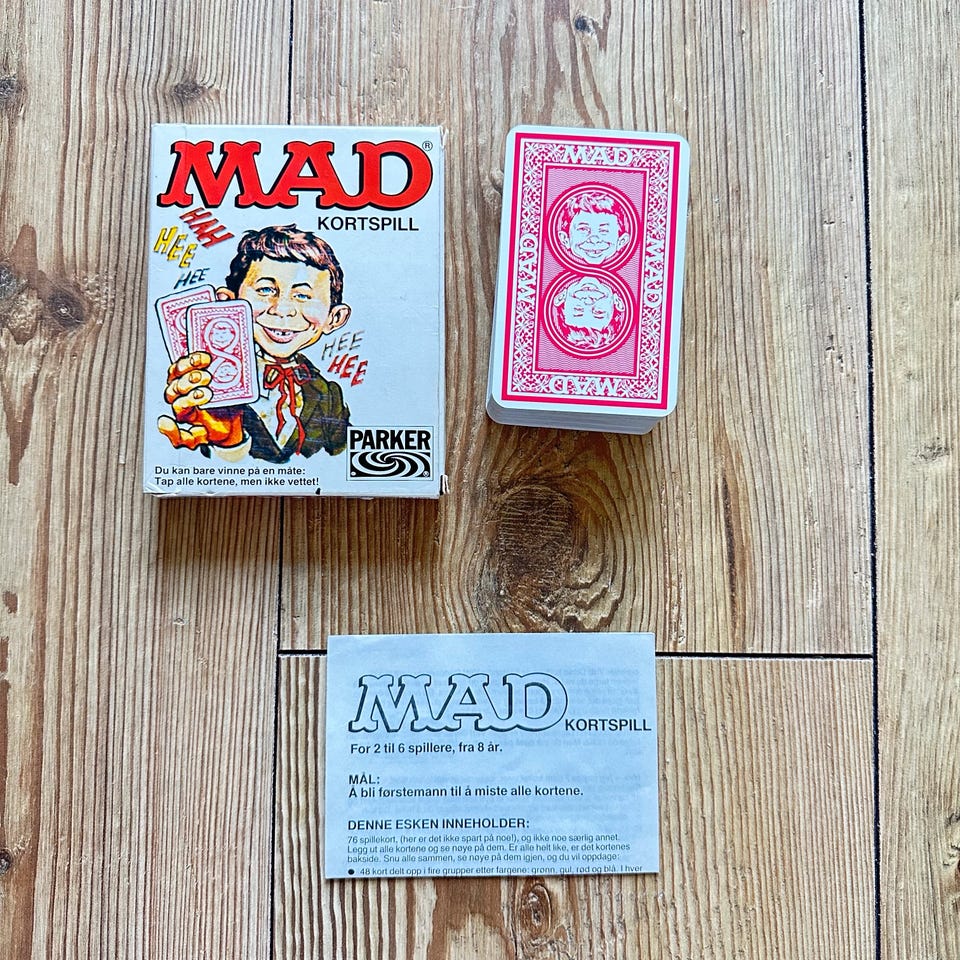 MAD®
KORTSPILL
HAH
HEE
HEE
HEE
HEE
PARKER
Du kan bare vinne på en måte:
Tap alle kortene, men ikke vettet!
MAD
MAD
MAD
MAD
MAD
KORTSPILL
For 2 til 6 spillere, fra 8 år.
MÅL:
Å bli førstemann til å miste alle kortene.
DENNE ESKEN INNEHOLDER:
76 spillekort, (her er det ikke spart på noe!), og ikke noe særlig annet.
Legg ut alle kortene og se nøye på dem. Er alle helt like, er det kortenes
bakside. Snu alle sammen, se nøye på dem igjen, og du vil oppdage:
● 48 kort delt opp i fire grupper etter fargene: grønn, gul, rød og blå. I hver